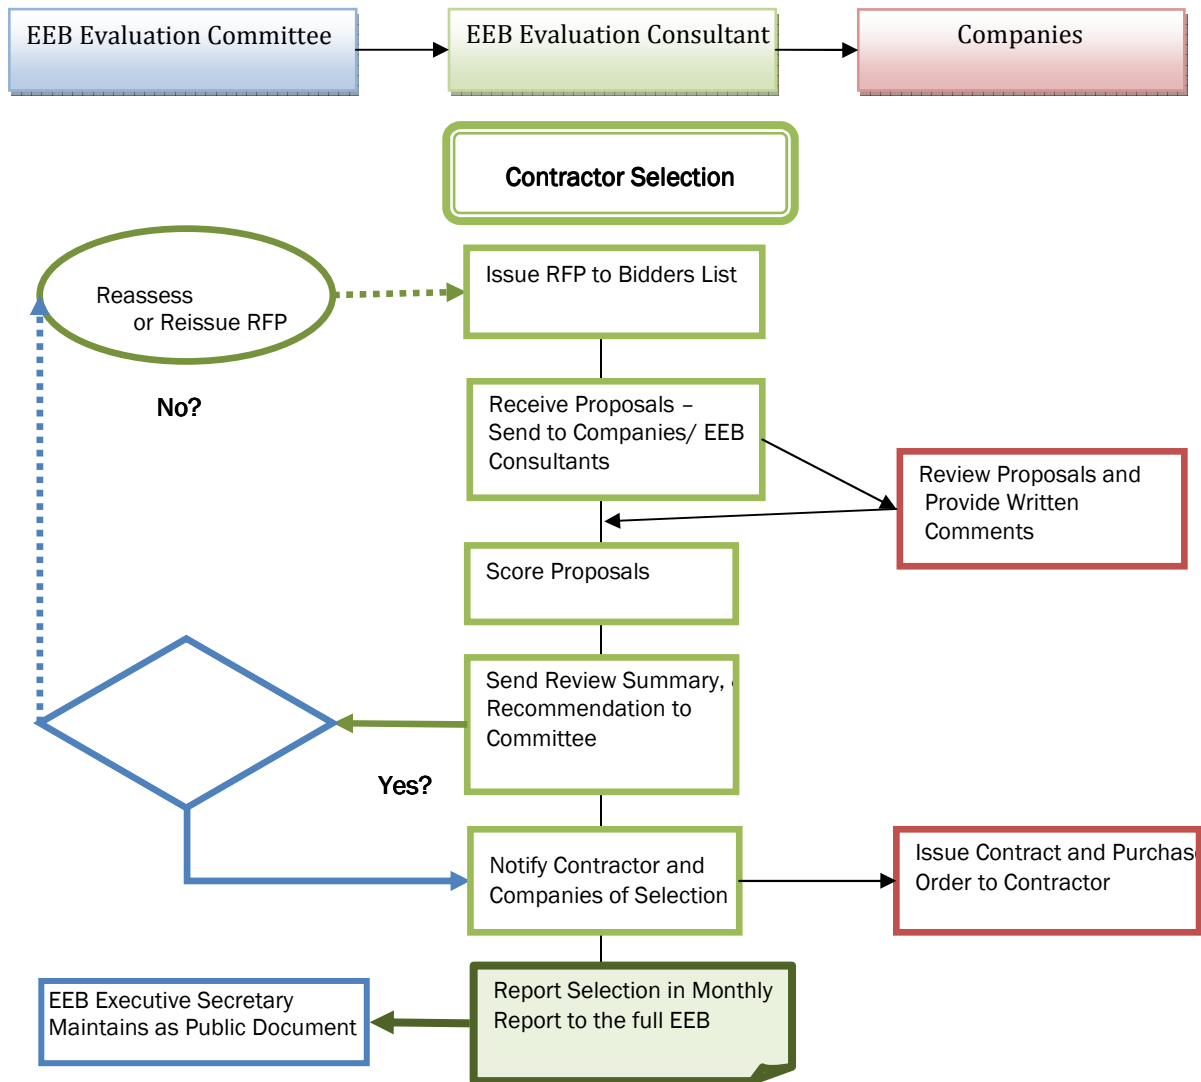 EEB Evaluation Committee
EEB Evaluation Consultant
Companies
Contractor Selection
Issue RFP to Bidders List
Reassess
or Reissue RFP
No?
Receive Proposals –
Send to Companies/ EEB
Consultants
Review Proposals and
Provide Written
Comments
Score Proposals
Send Review Summary,
Recommendation to
Committee
Yes?
Notify Contractor and
Companies of Selection
Issue Contract and Purchas
Order to Contractor
Report Selection in Monthly
Report to the full EEB
EEB Executive Secretary
Maintains as Public Document